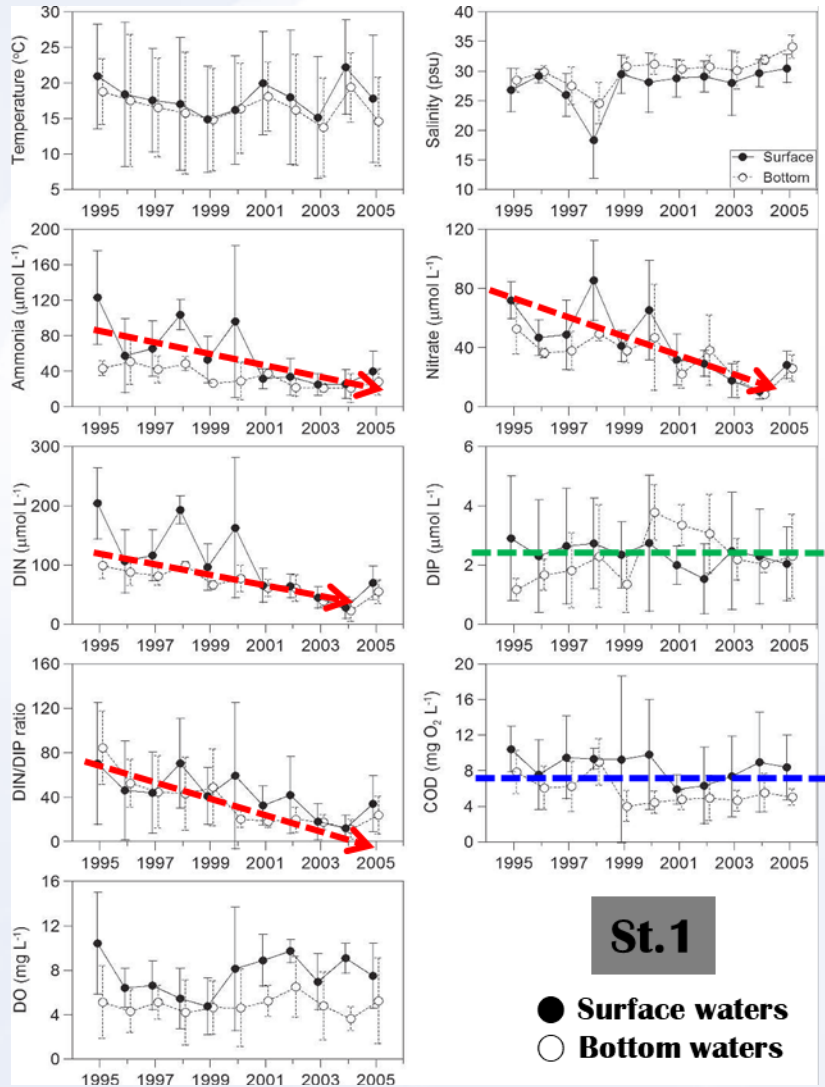 Temperature (°C)
30
25
20
15
10
5
1995 1997 1999 2001 2003 2005
Salinity (psu)
40
35
30
25
20
15
10
Surface
Bottom
1995 1997 1999 2001 2003 2005
Ammonia (μmol L⁻¹)
200
160
120
80
40
0
1995 1997 1999 2001 2003 2005
Nitrate (μmol L⁻¹)
120
80
40
0
1995 1997 1999 2001 2003 2005
DIN (μmol L⁻¹)
300
200
100
0
1995 1997 1999 2001 2003 2005
DIP (μmol L⁻¹)
6
4
2
0
1995 1997 1999 2001 2003 2005
DIN/DIP ratio
160
120
80
40
0
1995 1997 1999 2001 2003 2005
COD (mg O₂ L⁻¹)
20
16
12
8
4
0
1995 1997 1999 2001 2003 2005
DO (mg L⁻¹)
16
12
8
4
0
1995 1997 1999 2001 2003 2005
St.1
Surface waters
Bottom waters